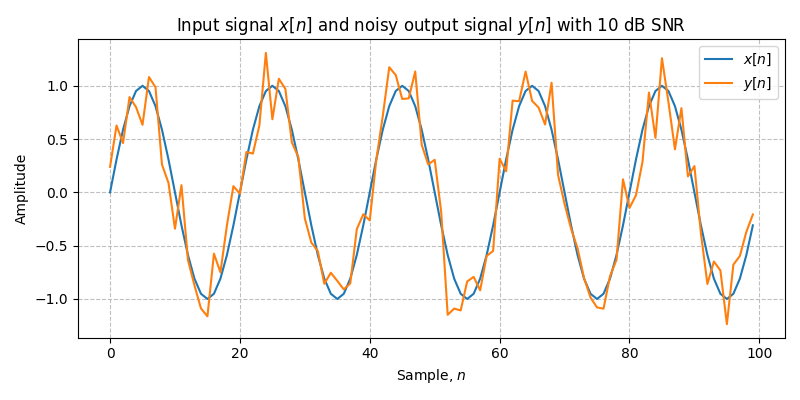 Input signal x[n] and noisy output signal y[n] with 10 dB SNR
x[n]
y[n]
1.0
0.5
0.0
−0.5
−1.0
Amplitude
0 20 40 60 80 100
Sample, n